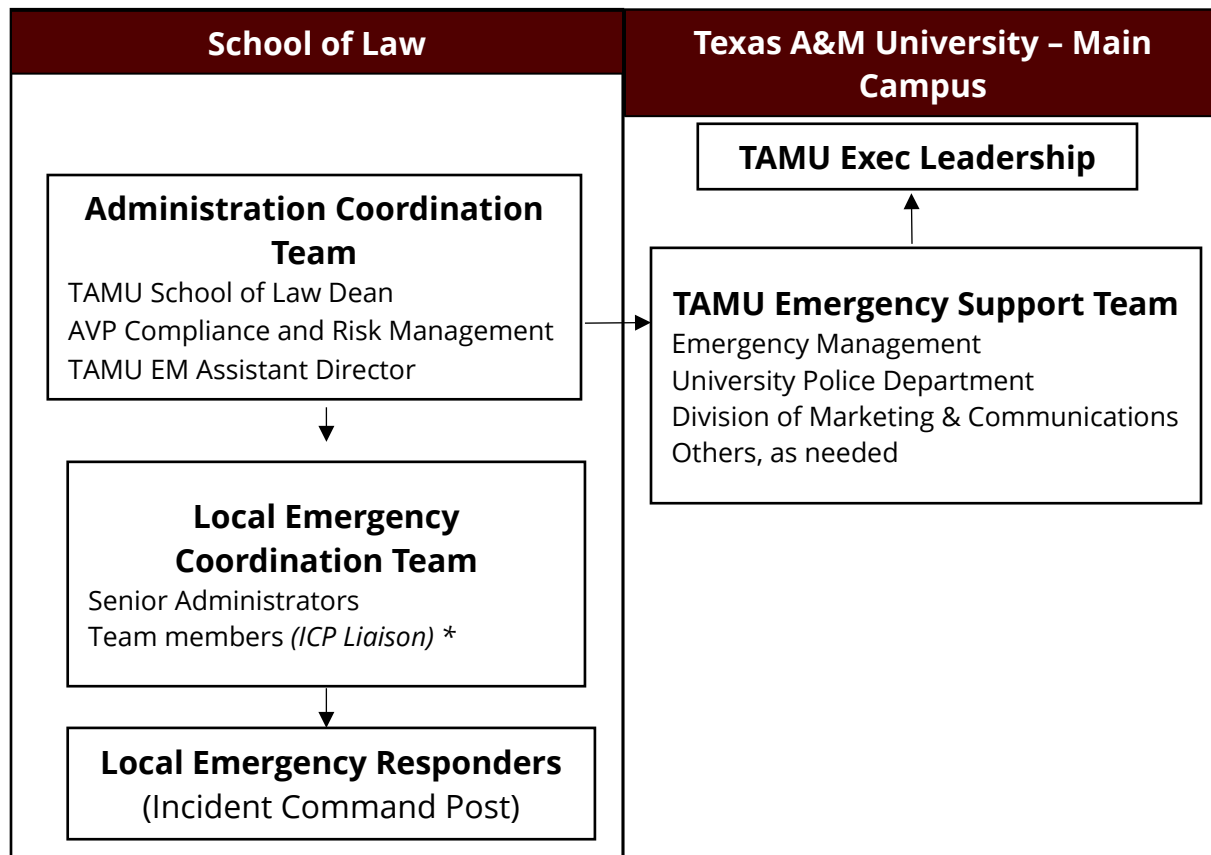 School of Law
Texas A&M University – Main
Campus
TAMU Exec Leadership
Administration Coordination
Team
TAMU School of Law Dean
AVP Compliance and Risk Management
TAMU EM Assistant Director
TAMU Emergency Support Team
Emergency Management
University Police Department
Division of Marketing & Communications
Others, as needed
Local Emergency
Coordination Team
Senior Administrators
Team members (ICP Liaison) *
Local Emergency Responders
(Incident Command Post)